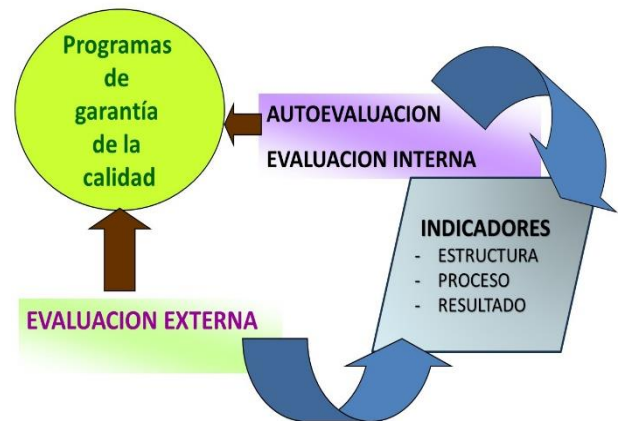 Programas
de
garantía
de la
calidad
AUTOEVALUACION
EVALUACION INTERNA
INDICADORES
- ESTRUCTURA
- PROCESO
- RESULTADO
EVALUACION EXTERNA